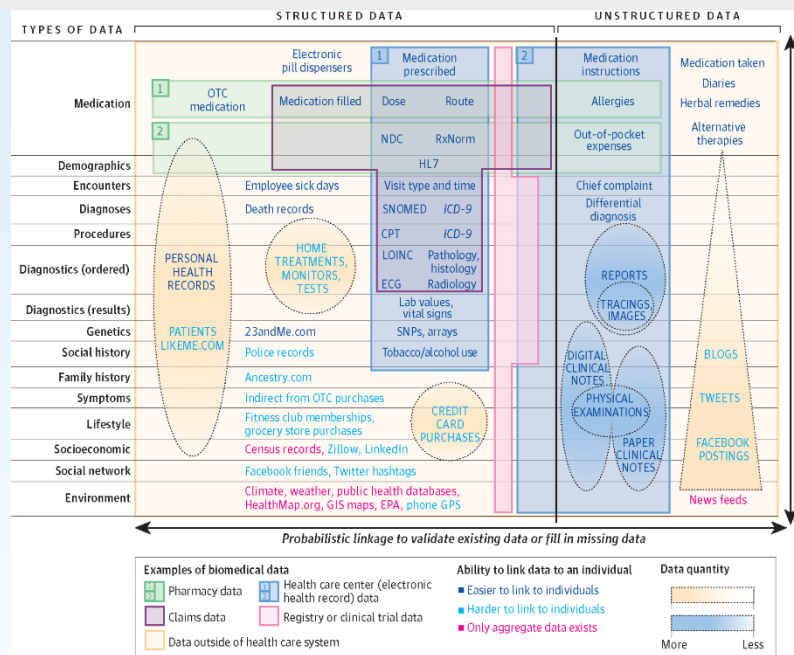 STRUCTURED DATA
UNSTRUCTURED DATA
TYPES OF DATA
Medication
Demographics
Encounters
Diagnoses
Procedures
Diagnostics (ordered)
Diagnostics (results)
Genetics
Social history
Family history
Symptoms
Lifestyle
Socioeconomic
Social network
Environment
1
OTC
medication
2
PERSONAL
HEALTH
RECORDS
PATIENTS
LIKEME.COM
Electronic
pill dispensers
Medication filled
Employee sick days
Death records
HOME
TREATMENTS,
MONITORS,
TESTS
23andMe.com
Police records
Ancestry.com
Indirect from OTC purchases
Fitness club memberships,
grocery store purchases
Census records, Zillow, LinkedIn
Facebook friends, Twitter hashtags
Climate, weather, public health databases,
HealthMap.org, GIS maps, EPA, phone GPS
CREDIT
CARD
PURCHASES
1
Medication
prescribed
Dose Route
NDC RxNorm
HL7
Visit type and time
SNOMED iCD-9
CPT iCD-9
LOINC Pathology,
histology
ECG Radiology
Lab values,
vital signs
SNPs, arrays
Tobacco/alcohol use
2
Medication
instructions
Allergies
Out-of-pocket
expenses
Chief complaint
Differential
diagnosis
REPORTS
TRACINGS,
IMAGES
DIGITAL
CLINICAL
NOTES
PHYSICAL
EXAMINATIONS
PAPER
CLINICAL
NOTES
Medication taken
Diaries
Herbal remedies
Alternative
therapies
BLOGS
TWEETS
FACEBOOK
POSTINGS
News feeds
Probabilistic linkage to validate existing data or fill in missing data
Examples of biomedical data
1
2
Pharmacy data
1
2
Health care center (electronic
health record) data
Claims data
Registry or clinical trial data
Data outside of health care system
Ability to link data to an individual
Easier to link to individuals
Harder to link to individuals
Only aggregate data exists
Data quantity
More Less